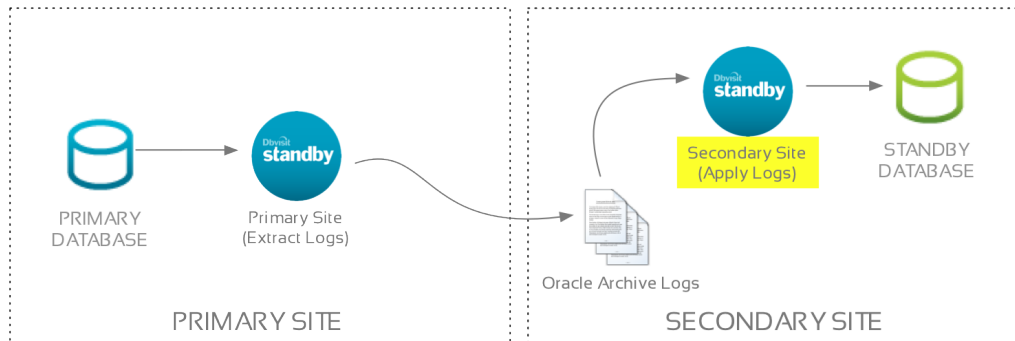 PRIMARY
DATABASE
Dbvisit
standby
Primary Site
(Extract Logs)
PRIMARY SITE
Oracle Archive Logs
Dbvisit
standby
Secondary Site
(Apply Logs)
STANDBY
DATABASE
SECONDARY SITE